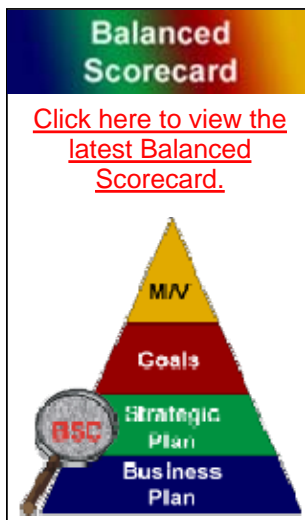 Balanced
Scorecard
Click here to view the
latest Balanced
Scorecard.
M/V
Goals
BSC
Strategic
Plan
Business
Plan